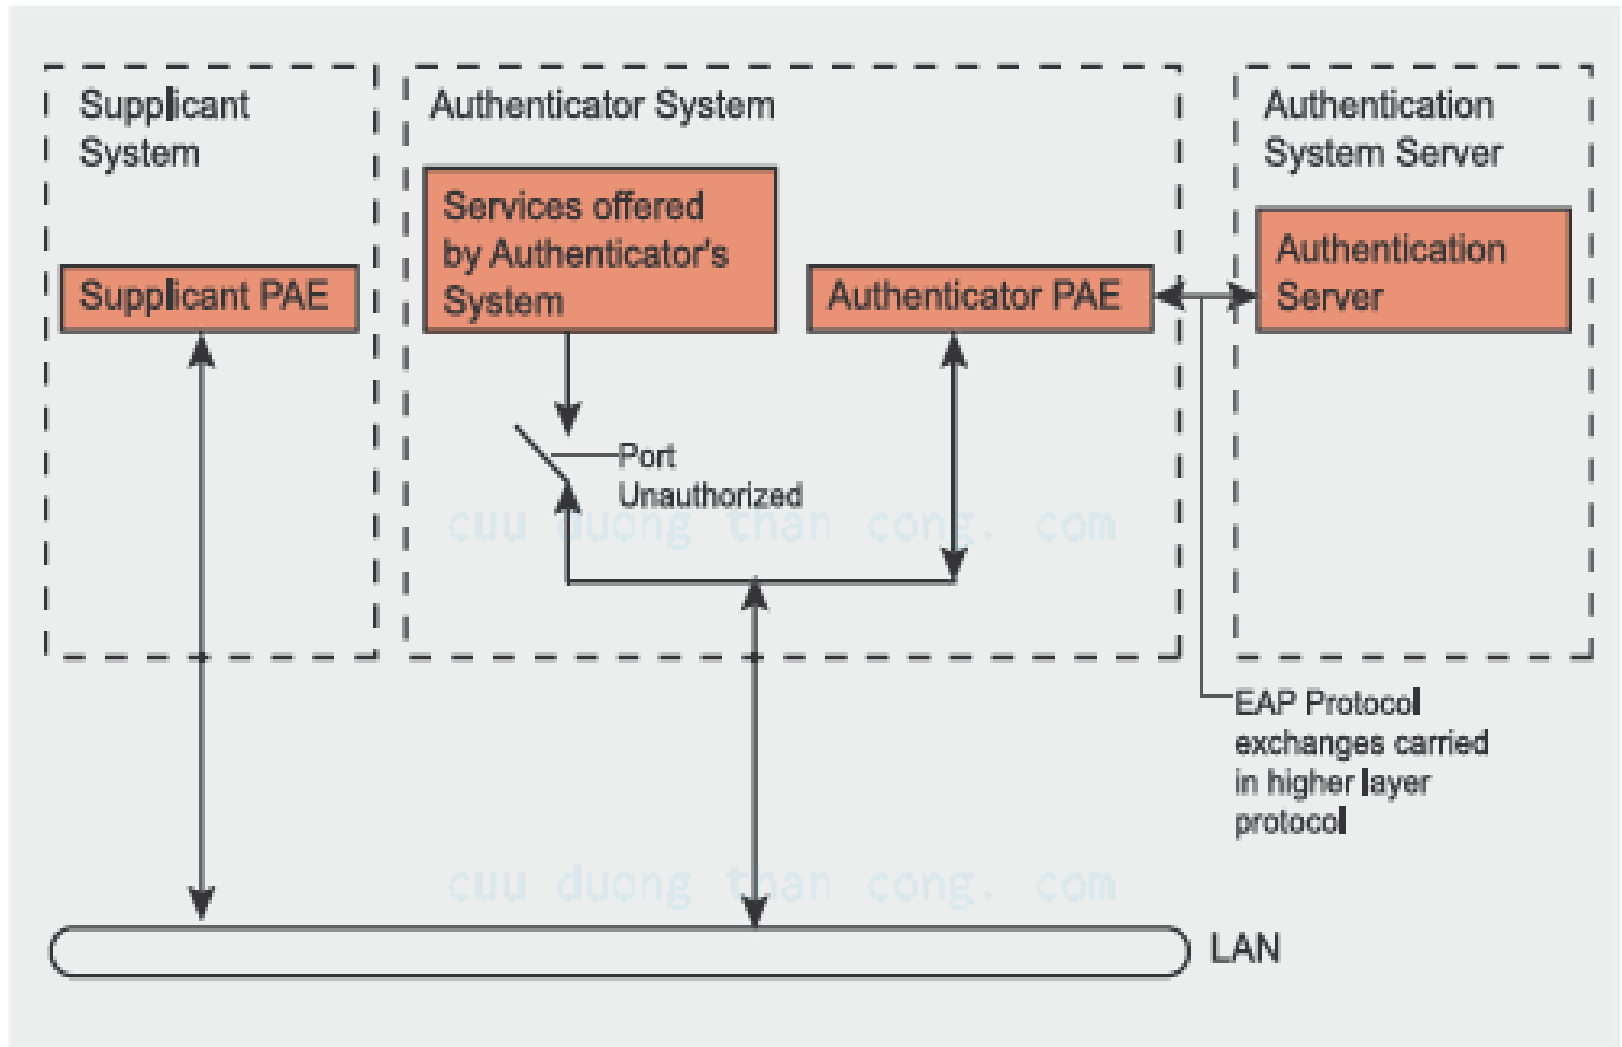 Supplicant
System
Authenticator System
Authentication
System Server
Services offered
by Authenticator's
System
Supplicant PAE
Authenticator PAE
Authentication
Server
Port
Unauthorized
cuu duong than cong. com
EAP Protocol
exchanges carried
in higher layer
protocol
cuu duong than cong. com
LAN